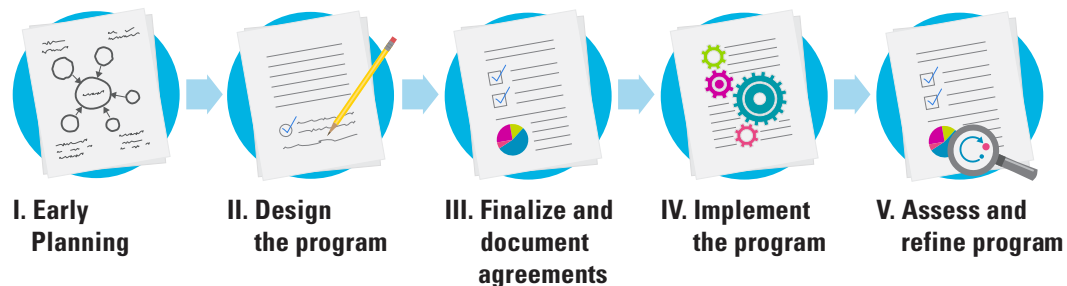 I. Early
Planning
II. Design
the program
III. Finalize and
document
agreements
IV. Implement
the program
V. Assess and
refine program